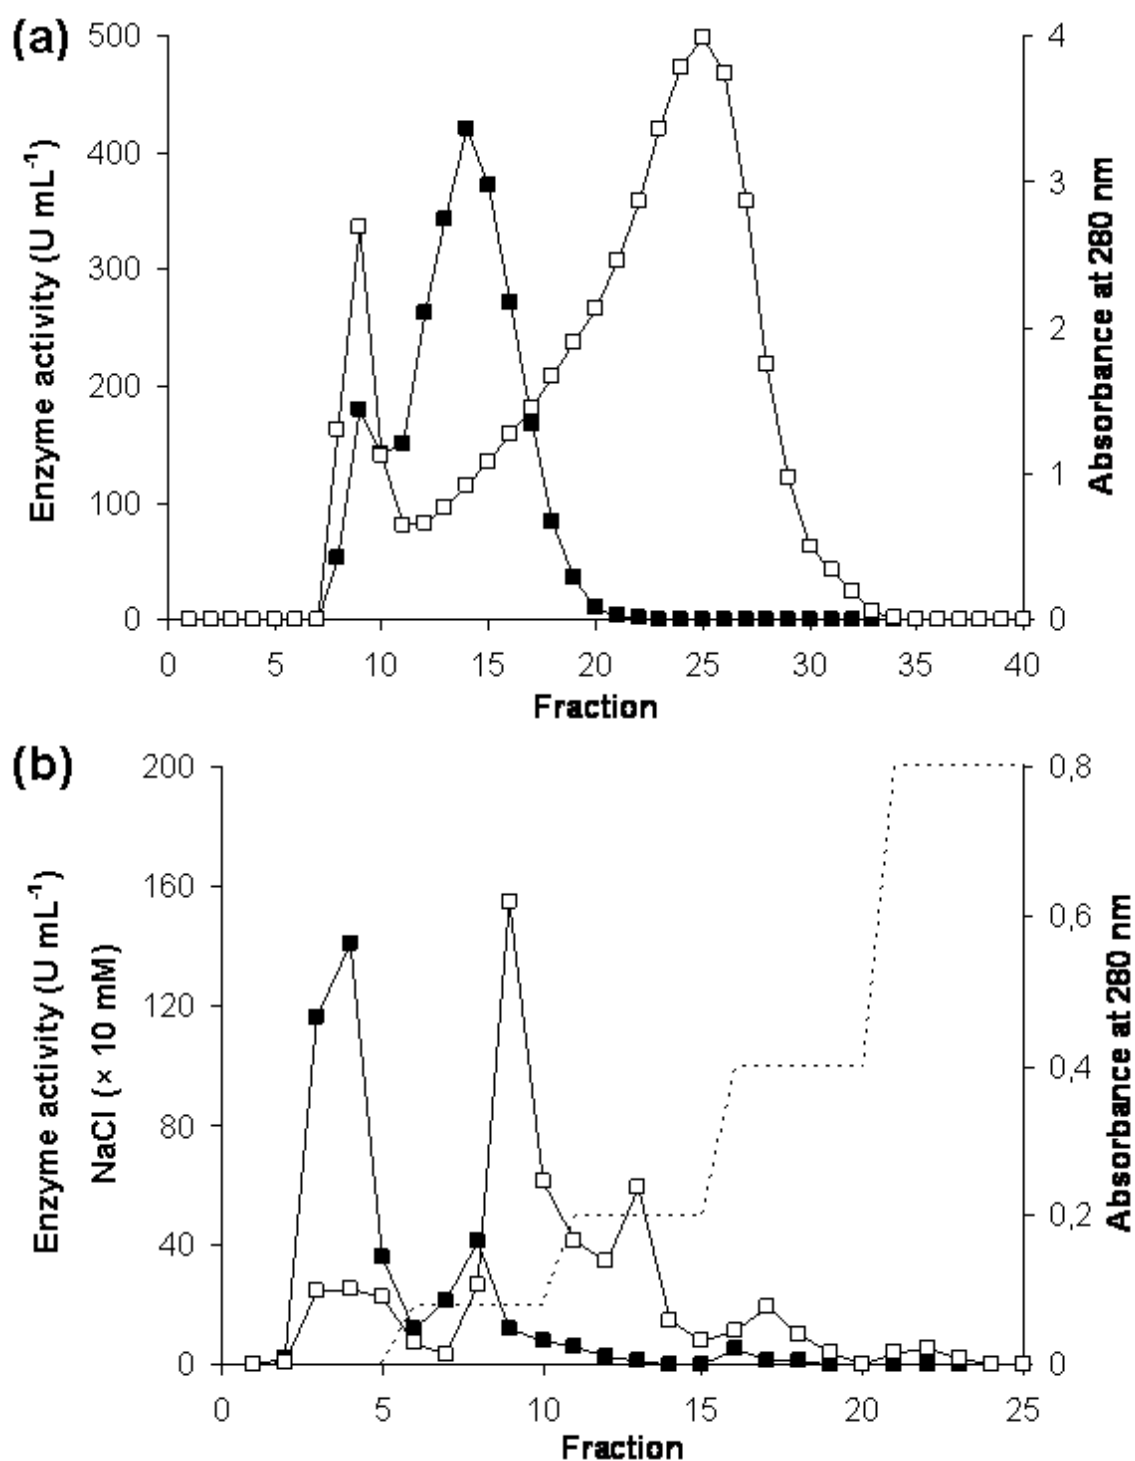 (a)
500
400
300
200
100
0
Enzyme activity (U mL⁻¹)
4
3
2
1
0
Absorbance at 280 nm
0 5 10 15 20 25 30 35 40
Fraction
(b)
200
160
120
80
40
0
Enzyme activity (U mL⁻¹)
NaCl (× 10 mM)
0,8
0,6
0,4
0,2
0
Absorbance at 280 nm
0 5 10 15 20 25
Fraction